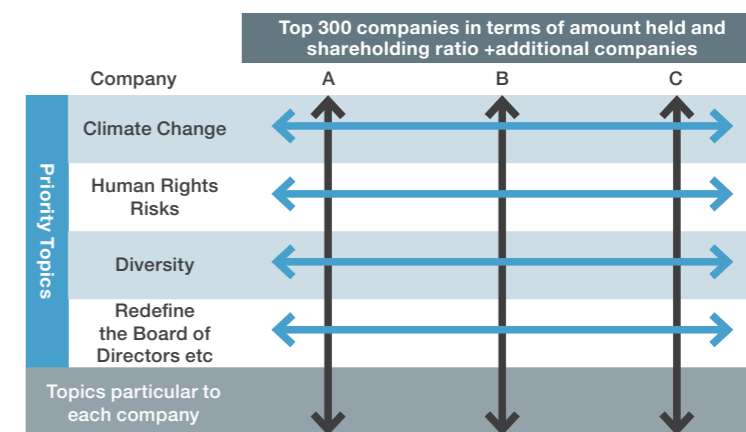 Top 300 companies in terms of amount held and
shareholding ratio +additional companies
Company A B C
Priority Topics
Climate Change
Human Rights
Risks
Diversity
Redefine
the Board of
Directors etc
Topics particular to
each company